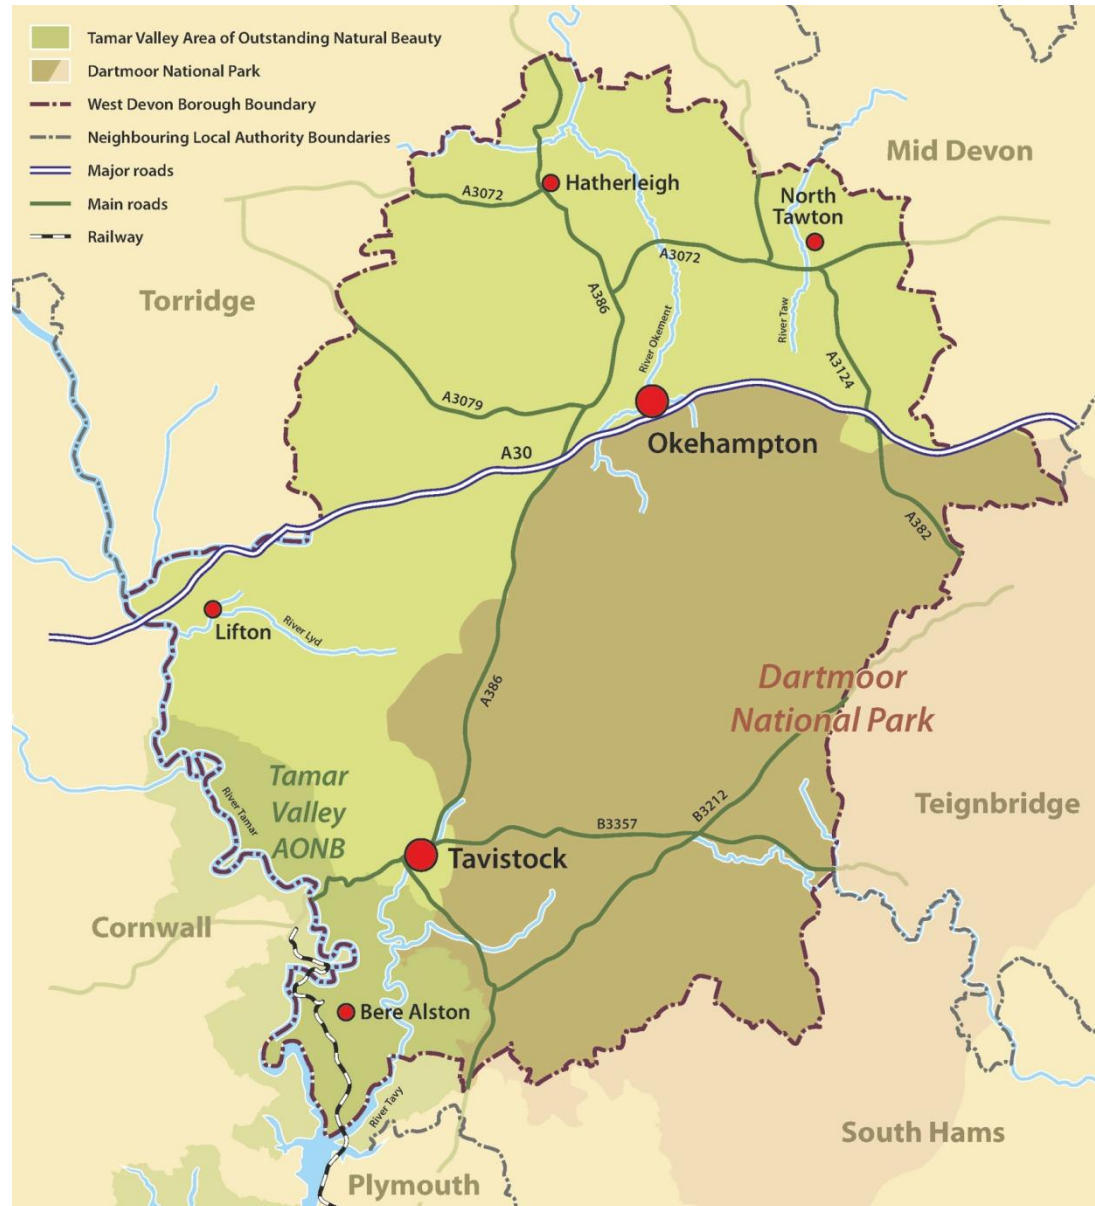 Tamar Valley Area of Outstanding Natural Beauty
Dartmoor National Park
West Devon Borough Boundary
Neighbouring Local Authority Boundaries
Major roads
Main roads
Railway
Mid Devon
Hatherleigh
A3072
North
Tawton
A3072
Torridge
A386
River Okement
River Taw
A3124
A3079
Okehampton
A30
A382
Lifton
River Lyd
A386
Dartmoor
National Park
Tamar
Valley
AONB
River Tamar
B3212
Teignbridge
B3357
Tavistock
Cornwall
Bere Alston
River Tavy
South Hams
Plymouth